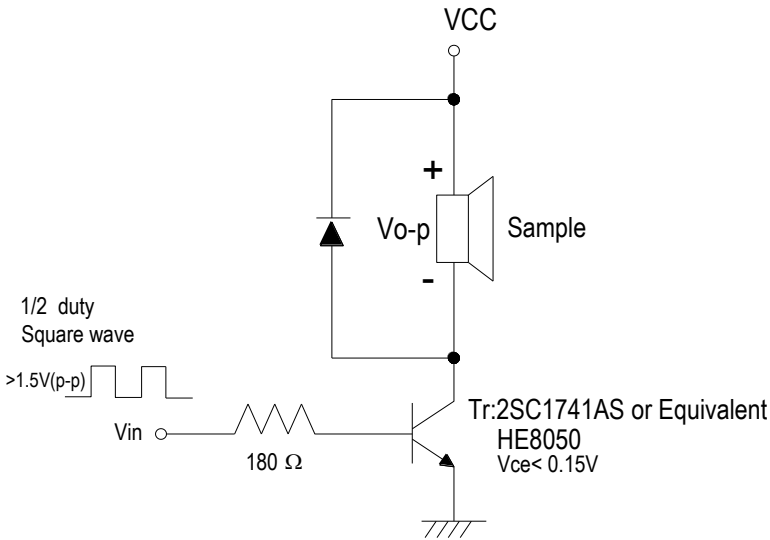 VCC
+
Vo-p
Sample
-
1/2 duty
Square wave
>1.5V(p-p)
Vin
180 Ω
Tr:2SC1741AS or Equivalent
HE8050
Vce< 0.15V